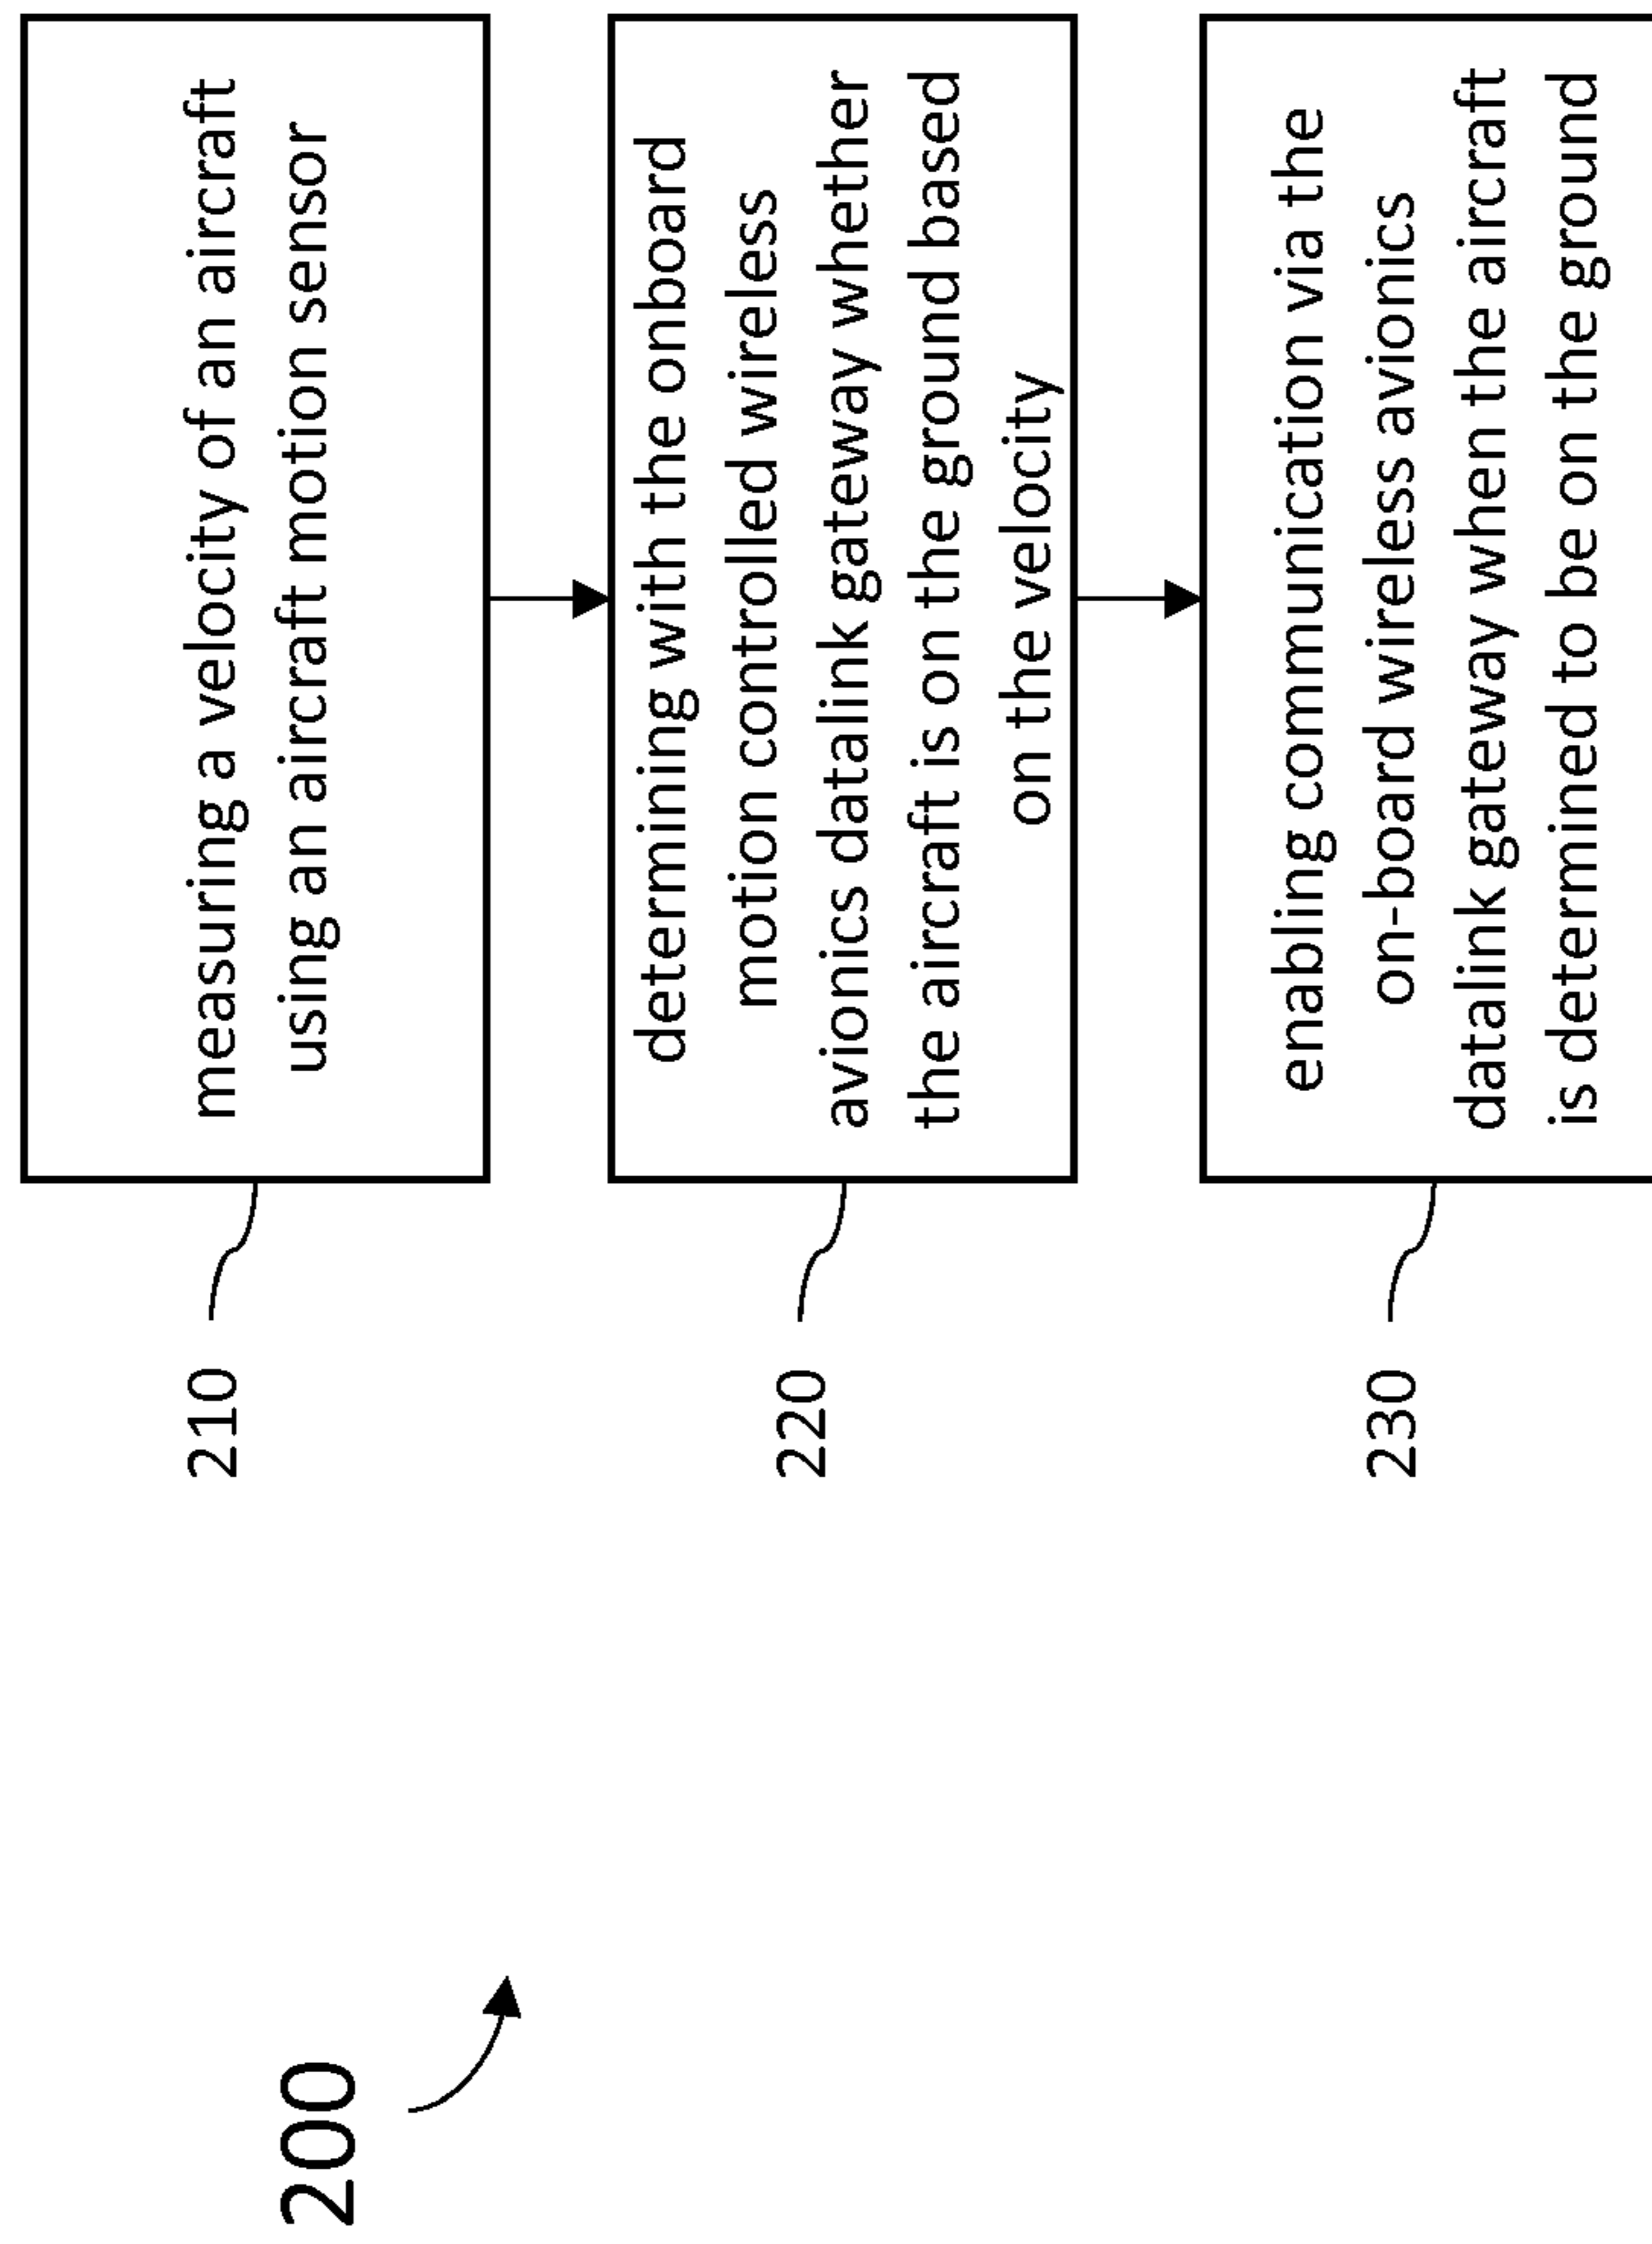 200
210
measuring a velocity of an aircraft
using an aircraft motion sensor
220
determining with the onboard
motion controlled wireless
avionics datalink gateway whether
the aircraft is on the ground based
on the velocity
230
enabling communication via the
on-board wireless avionics
datalink gateway when the aircraft
is determined to be on the ground